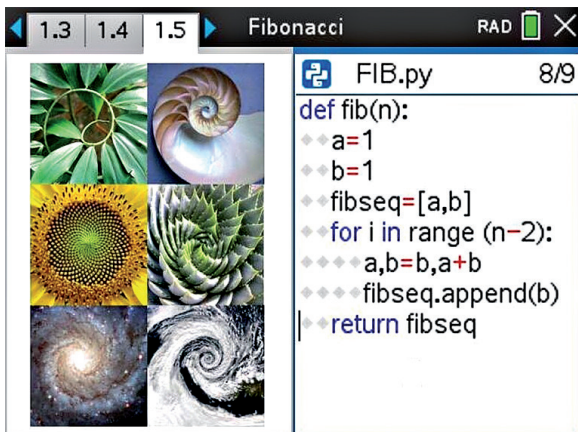 1.3 1.4 1.5 Fibonacci RAD
FIB.py 8/9
def fib(n):
◆◆a=1
◆◆b=1
◆◆fibseq=[a,b]
◆◆for i in range (n−2):
◆◆◆◆a,b=b,a+b
◆◆◆◆fibseq.append(b)
◆◆return fibseq